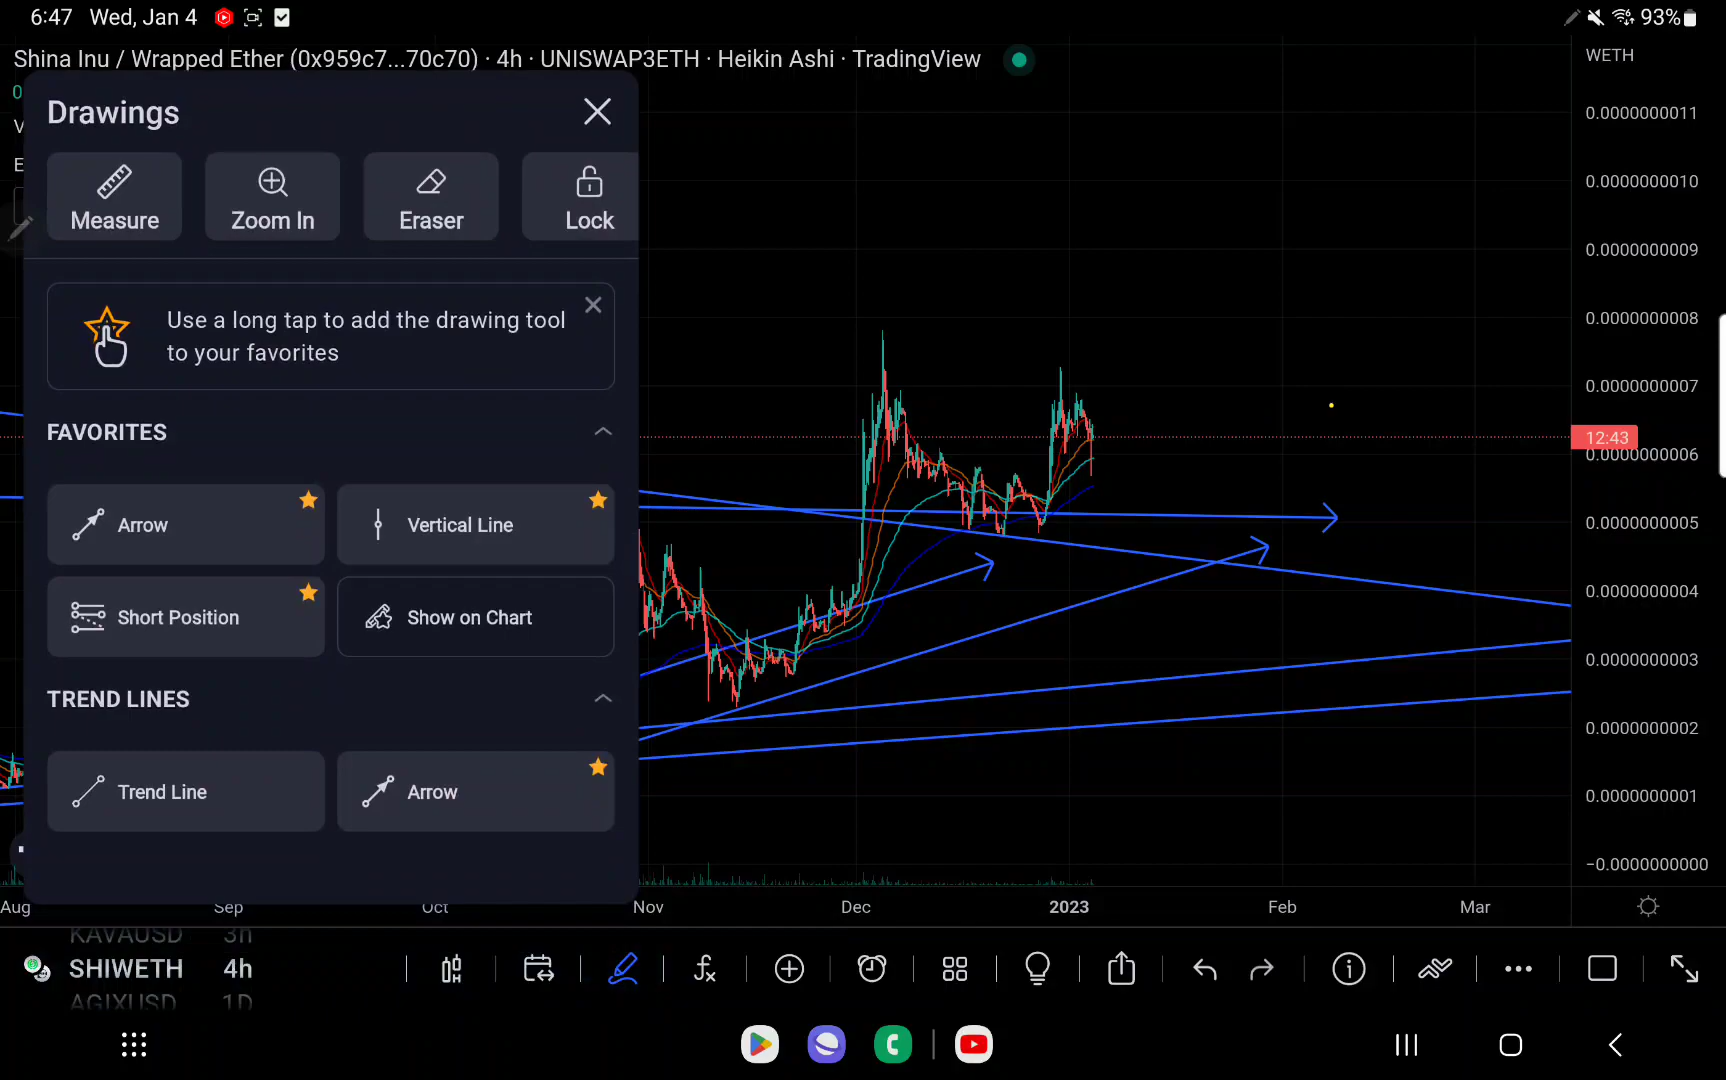 6:47 Wed, Jan 4 93%
Shina Inu / Wrapped Ether (0x959c7...70c70) · 4h · UNISWAP3ETH · Heikin Ashi · TradingView
WETH
0
V
E
Drawings
Measure Zoom In Eraser Lock
Use a long tap to add the drawing tool
to your favorites
FAVORITES
Arrow Vertical Line
Short Position Show on Chart
TREND LINES
Trend Line Arrow
0.0000000011
0.0000000010
0.0000000009
0.0000000008
0.0000000007
12:43
0.0000000006
0.0000000005
0.0000000004
0.0000000003
0.0000000002
0.0000000001
−0.0000000000
Aug Sep Oct Nov Dec 2023 Feb Mar
KAVAUSD 3h
SHIWETH 4h
AGIXUSD 1D